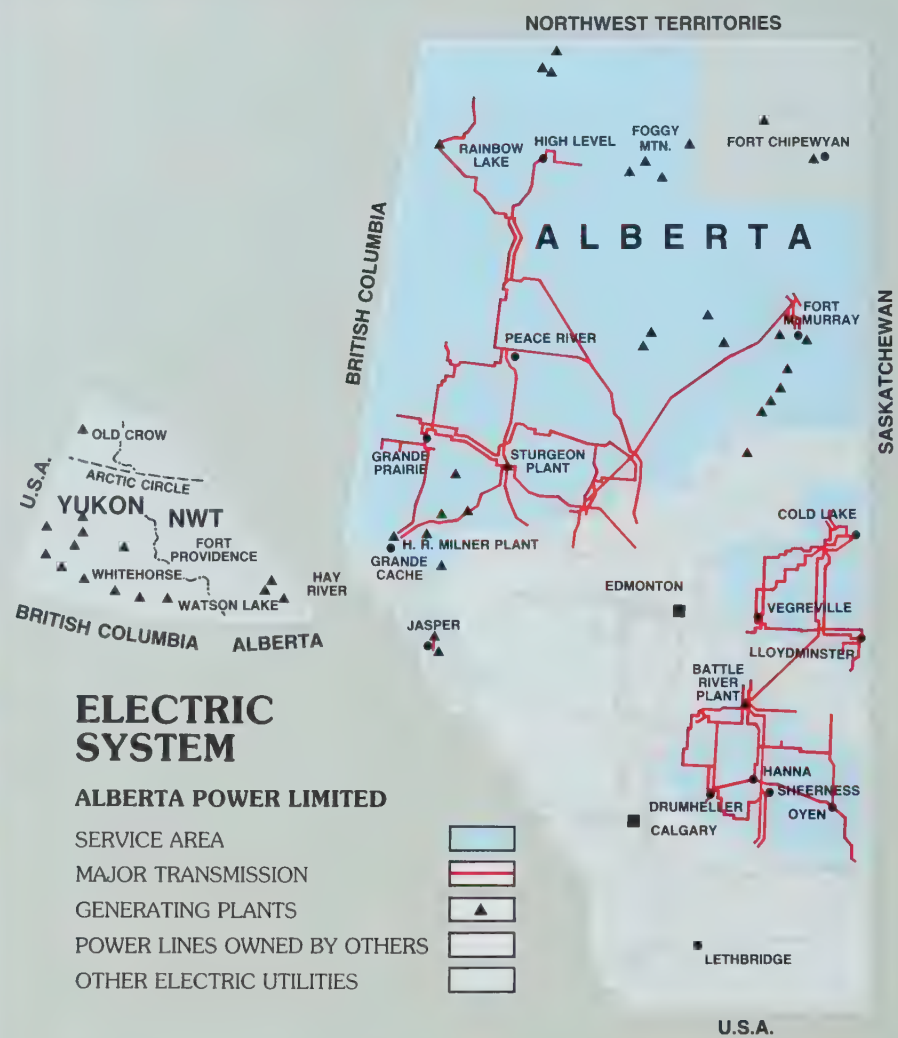 NORTHWEST TERRITORIES
RAINBOW
LAKE
HIGH LEVEL
FOGGY
MTN.
FORT CHIPEWYAN
ALBERTA
BRITISH COLUMBIA
SASKATCHEWAN
FORT
McMURRAY
PEACE RIVER
GRANDE
PRAIRIE
STURGEON
PLANT
H. R. MILNER PLANT
GRANDE
CACHE
JASPER
EDMONTON
COLD LAKE
VEGREVILLE
LLOYDMINSTER
BATTLE
RIVER
PLANT
HANNA
SHEERNESS
DRUMHELLER
OYEN
CALGARY
LETHBRIDGE
U.S.A.
OLD CROW
ARCTIC CIRCLE
U.S.A.
YUKON
NWT
FORT
PROVIDENCE
WHITEHORSE
WATSON LAKE
HAY
RIVER
BRITISH COLUMBIA
ALBERTA
ELECTRIC
SYSTEM
ALBERTA POWER LIMITED
SERVICE AREA
MAJOR TRANSMISSION
GENERATING PLANTS
POWER LINES OWNED BY OTHERS
OTHER ELECTRIC UTILITIES